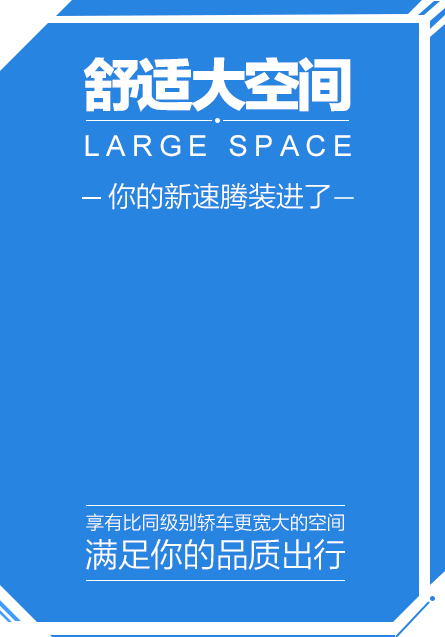 舒适大空间
LARGE SPACE
— 你的新速腾装进了 —
享有比同级别轿车更宽大的空间
满足你的品质出行